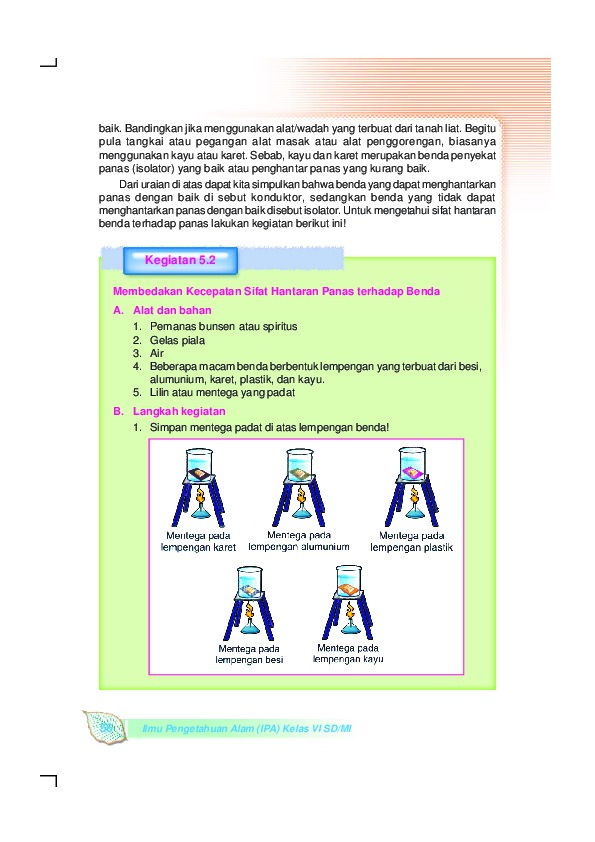 baik. Bandingkan jika menggunakan alat/wadah yang terbuat dari tanah liat. Begitu
pula tangkai atau pegangan alat masak atau alat penggorengan, biasanya
menggunakan kayu atau karet. Sebab, kayu dan karet merupakan benda penyekat
panas (isolator) yang baik atau penghantar panas yang kurang baik.
Dari uraian di atas dapat kita simpulkan bahwa benda yang dapat menghantarkan
panas dengan baik di sebut konduktor, sedangkan benda yang tidak dapat
menghantarkan panas dengan baik disebut isolator. Untuk mengetahui sifat hantaran
benda terhadap panas lakukan kegiatan berikut ini!
Kegiatan 5.2
Membedakan Kecepatan Sifat Hantaran Panas terhadap Benda
A. Alat dan bahan
1. Pemanas bunsen atau spiritus
2. Gelas piala
3. Air
4. Beberapa macam benda berbentuk lempengan yang terbuat dari besi,
alumunium, karet, plastik, dan kayu.
5. Lilin atau mentega yang padat
B. Langkah kegiatan
1. Simpan mentega padat di atas lempengan benda!
Mentega pada
lempengan karet
Mentega pada
lempengan alumunium
Mentega pada
lempengan plastik
Mentega pada
lempengan besi
Mentega pada
lempengan kayu
Ilmu Pengetahuan Alam (IPA) Kelas VI SD/MI